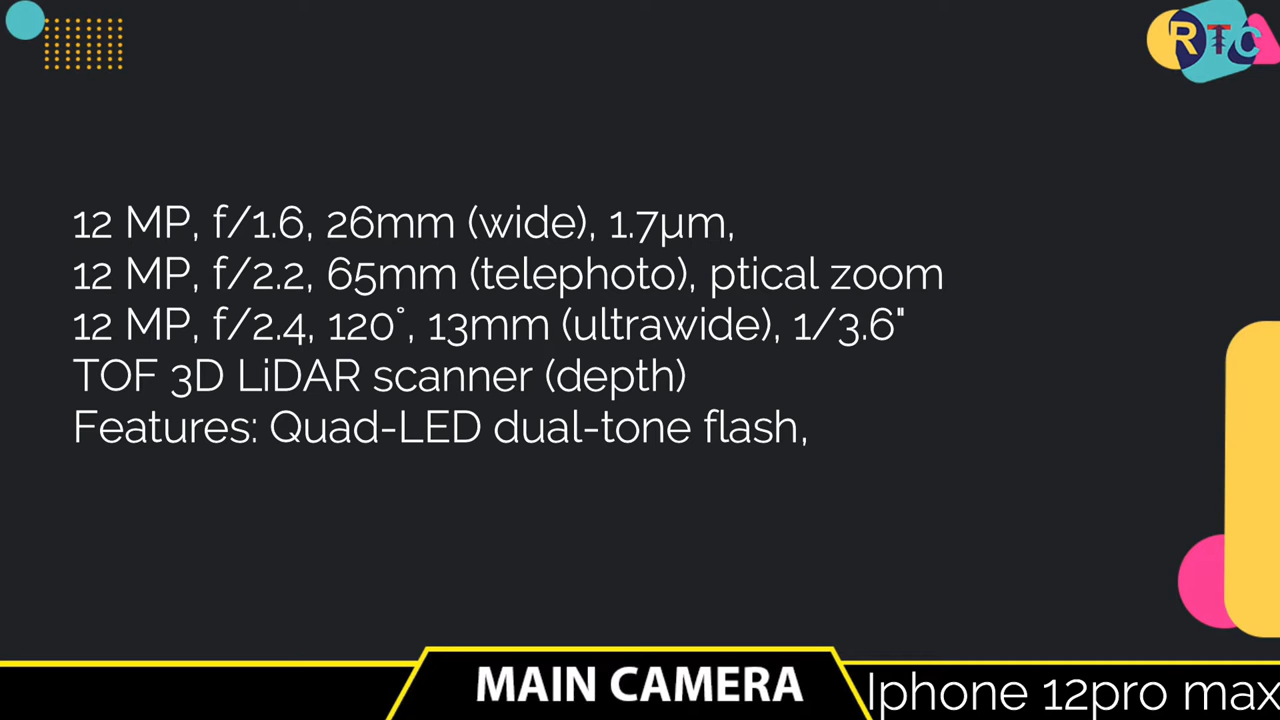 RTC
12 MP, f/1.6, 26mm (wide), 1.7µm,
12 MP, f/2.2, 65mm (telephoto), ptical zoom
12 MP, f/2.4, 120˚, 13mm (ultrawide), 1/3.6"
TOF 3D LiDAR scanner (depth)
Features: Quad-LED dual-tone flash,
MAIN CAMERA
Iphone 12pro max